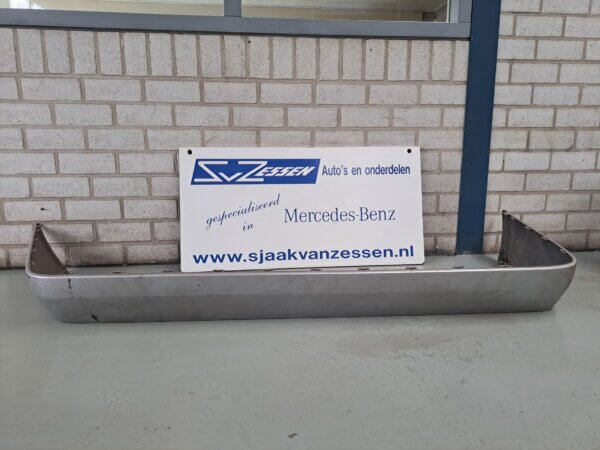 SVZESSEN Auto's en onderdelen
gespecialiseerd
in
Mercedes-Benz
www.sjaakvanzessen.nl